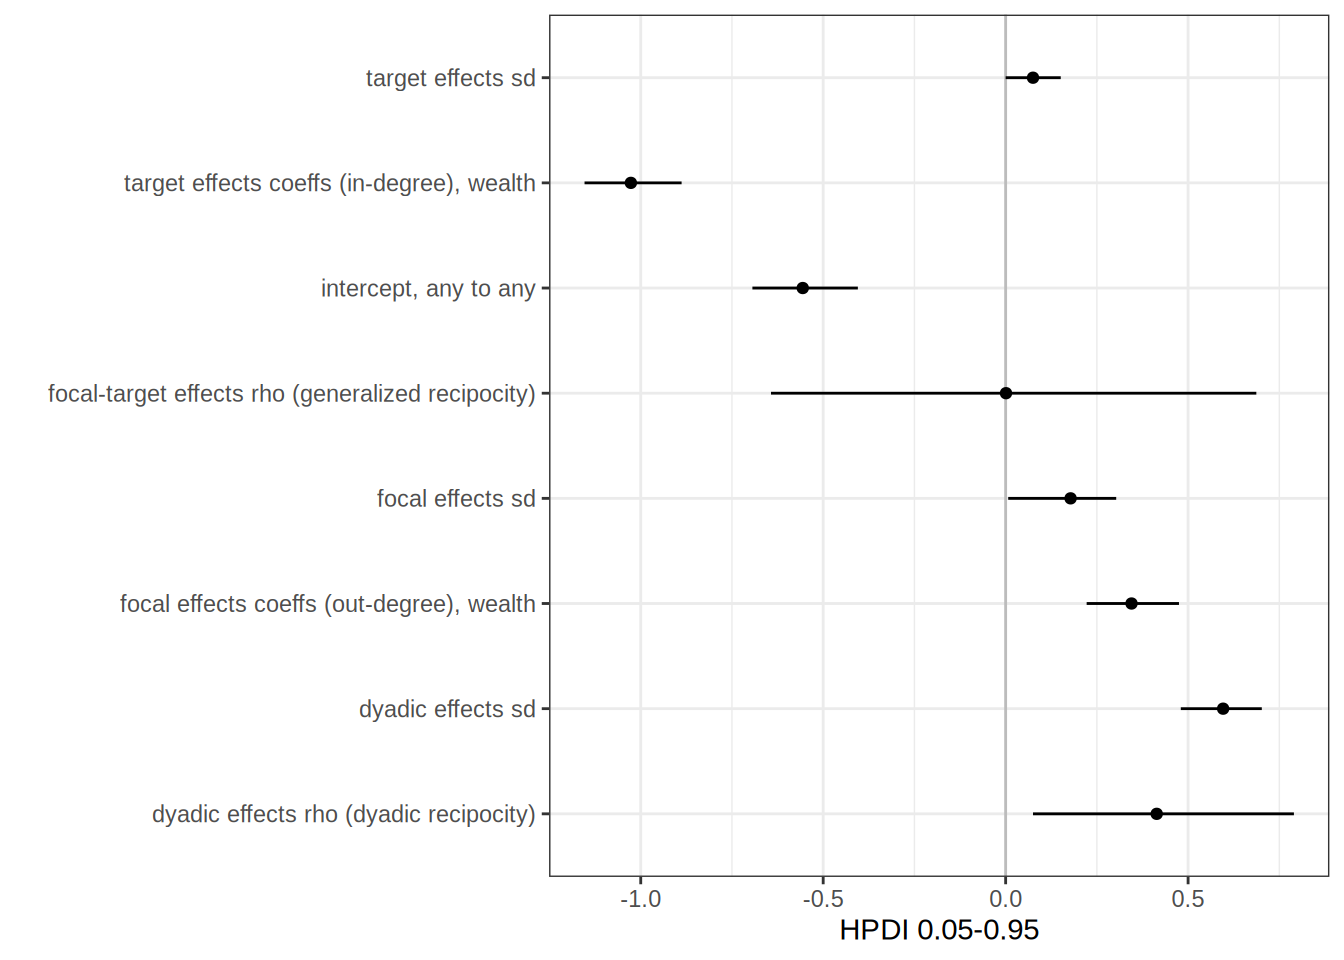 target effects sd
target effects coeffs (in-degree), wealth
intercept, any to any
focal-target effects rho (generalized recipocity)
focal effects sd
focal effects coeffs (out-degree), wealth
dyadic effects sd
dyadic effects rho (dyadic recipocity)
-1.0 -0.5 0.0 0.5
HPDI 0.05-0.95